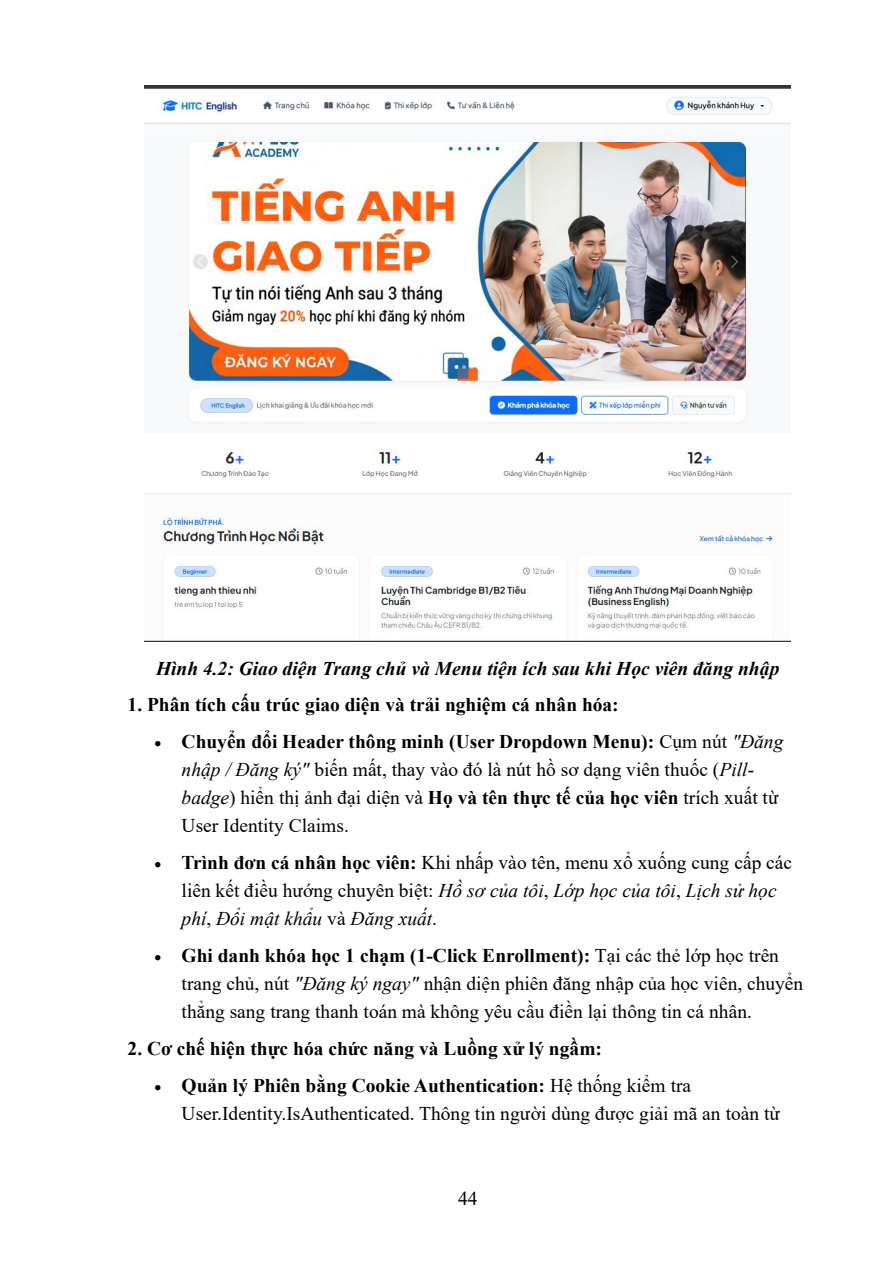 HITC English
Trang chủ
Khóa học
Thi xếp lớp
Tư vấn & Liên hệ
Nguyễn khánh Huy
ACADEMY
TIẾNG ANH
GIAO TIẾP
Tự tin nói tiếng Anh sau 3 tháng
Giảm ngay 20% học phí khi đăng ký nhóm
ĐĂNG KÝ NGAY
HITC English
Lịch khai giảng & Ưu đãi khóa học mới
Khám phá khóa học
Thi xếp lớp miễn phí
Nhận tư vấn
6+
Chương Trình Đào Tạo
11+
Lớp Học Đang Mở
4+
Giảng Viên Chuyên Nghiệp
12+
Học Viên Đồng Hành
LỘ TRÌNH BỨT PHÁ
Chương Trình Học Nổi Bật
Xem tất cả khóa học →
Beginner
10 tuần
tieng anh thieu nhi
tre em tu lop 1 toi lop 5
Intermediate
12 tuần
Luyện Thi Cambridge B1/B2 Tiêu
Chuẩn
Chuẩn bị kiến thức vững vàng cho kỳ thi chứng chỉ khung
tham chiếu Châu Âu CEFR B1/B2.
Intermediate
10 tuần
Tiếng Anh Thương Mại Doanh Nghiệp
(Business English)
Kỹ năng thuyết trình, đàm phán hợp đồng, viết báo cáo
và giao dịch thương mại quốc tế.
Hình 4.2: Giao diện Trang chủ và Menu tiện ích sau khi Học viên đăng nhập
1. Phân tích cấu trúc giao diện và trải nghiệm cá nhân hóa:
• Chuyển đổi Header thông minh (User Dropdown Menu): Cụm nút "Đăng
nhập / Đăng ký" biến mất, thay vào đó là nút hồ sơ dạng viên thuốc (Pill-
badge) hiển thị ảnh đại diện và Họ và tên thực tế của học viên trích xuất từ
User Identity Claims.
• Trình đơn cá nhân học viên: Khi nhấp vào tên, menu xổ xuống cung cấp các
liên kết điều hướng chuyên biệt: Hồ sơ của tôi, Lớp học của tôi, Lịch sử học
phí, Đổi mật khẩu và Đăng xuất.
• Ghi danh khóa học 1 chạm (1-Click Enrollment): Tại các thẻ lớp học trên
trang chủ, nút "Đăng ký ngay" nhận diện phiên đăng nhập của học viên, chuyển
thẳng sang trang thanh toán mà không yêu cầu điền lại thông tin cá nhân.
2. Cơ chế hiện thực hóa chức năng và Luồng xử lý ngầm:
• Quản lý Phiên bằng Cookie Authentication: Hệ thống kiểm tra
User.Identity.IsAuthenticated. Thông tin người dùng được giải mã an toàn từ
44